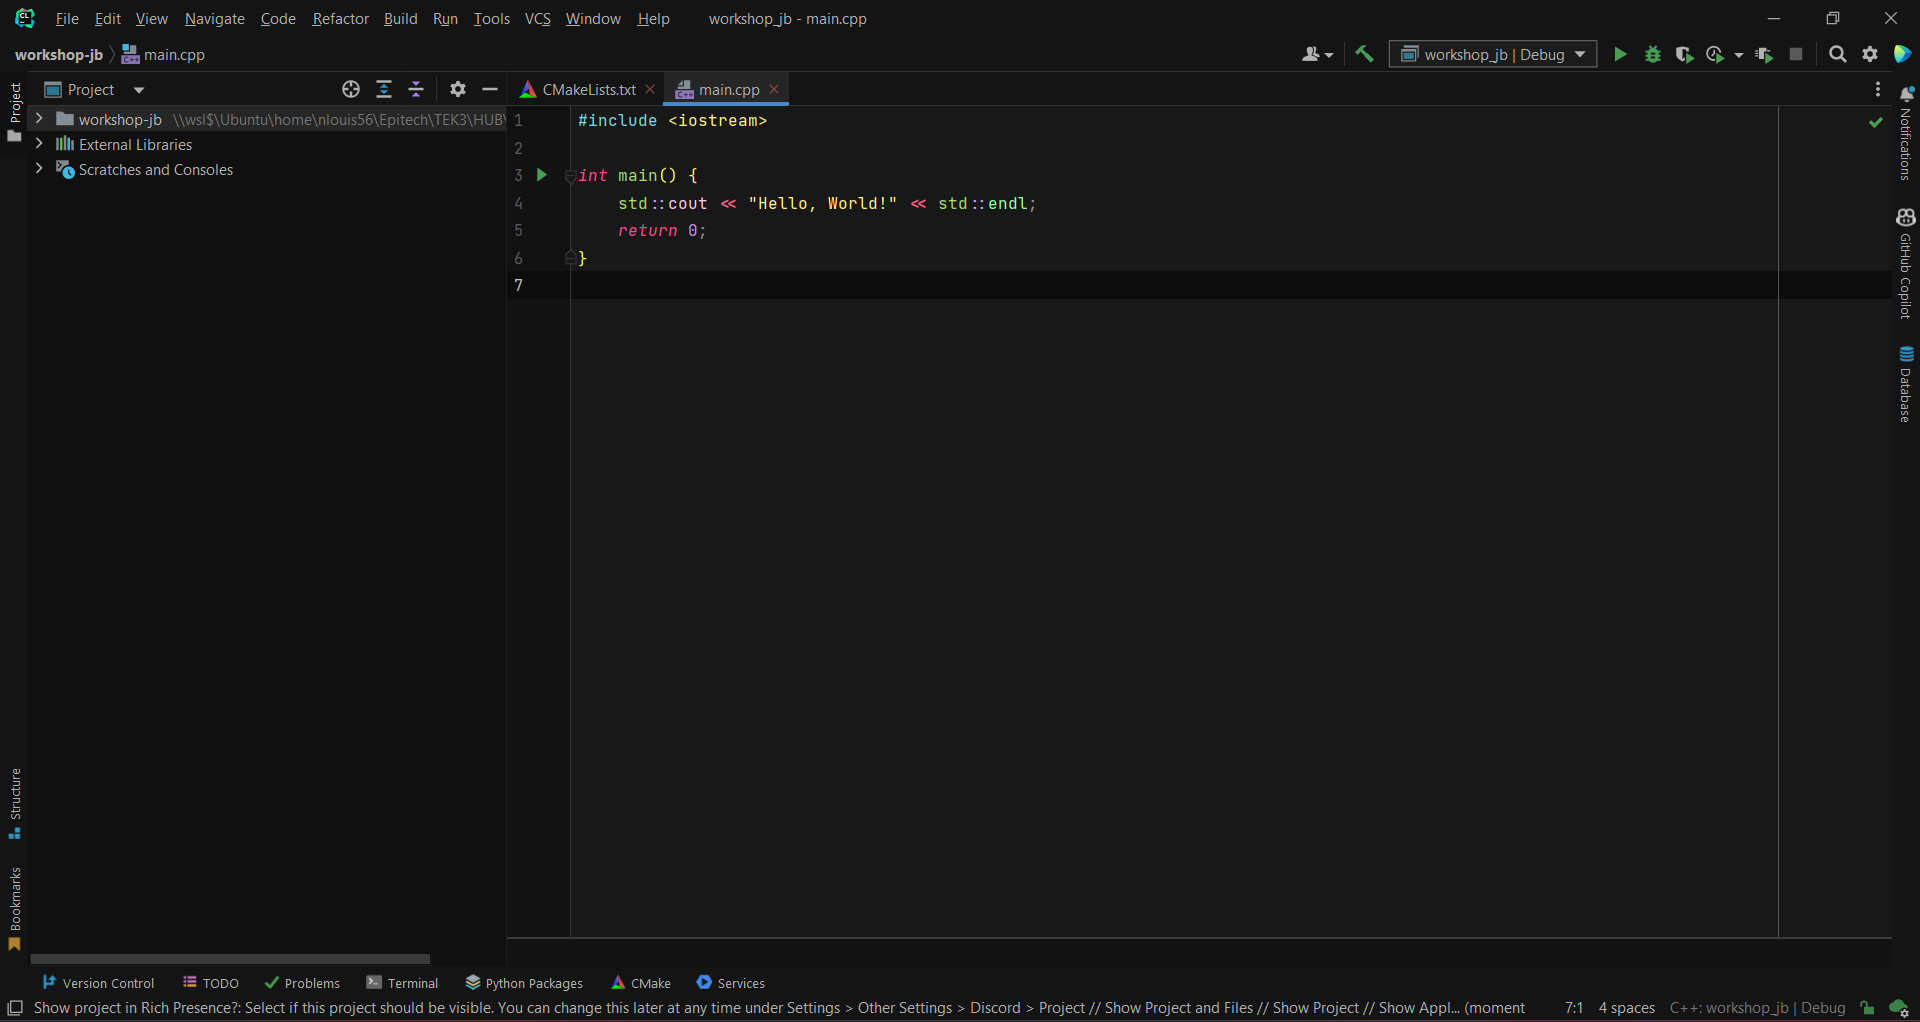 CL
File Edit View Navigate Code Refactor Build Run Tools VCS Window Help workshop_jb - main.cpp
workshop-jb main.cpp workshop_jb | Debug
Project
Project
CMakeLists.txt main.cpp
workshop-jb \\wsl$\Ubuntu\home\nlouis56\Epitech\TEK3\HUB\
External Libraries
Scratches and Consoles
1 #include <iostream>
2
3 int main() {
4 std::cout << "Hello, World!" << std::endl;
5 return 0;
6 }
7
Notifications
GitHub Copilot
Database
Structure
Bookmarks
Version Control TODO Problems Terminal Python Packages CMake Services
Show project in Rich Presence?: Select if this project should be visible. You can change this later at any time under Settings > Other Settings > Discord > Project // Show Project and Files // Show Project // Show Appl... (moment 7:1 4 spaces C++: workshop_jb | Debug